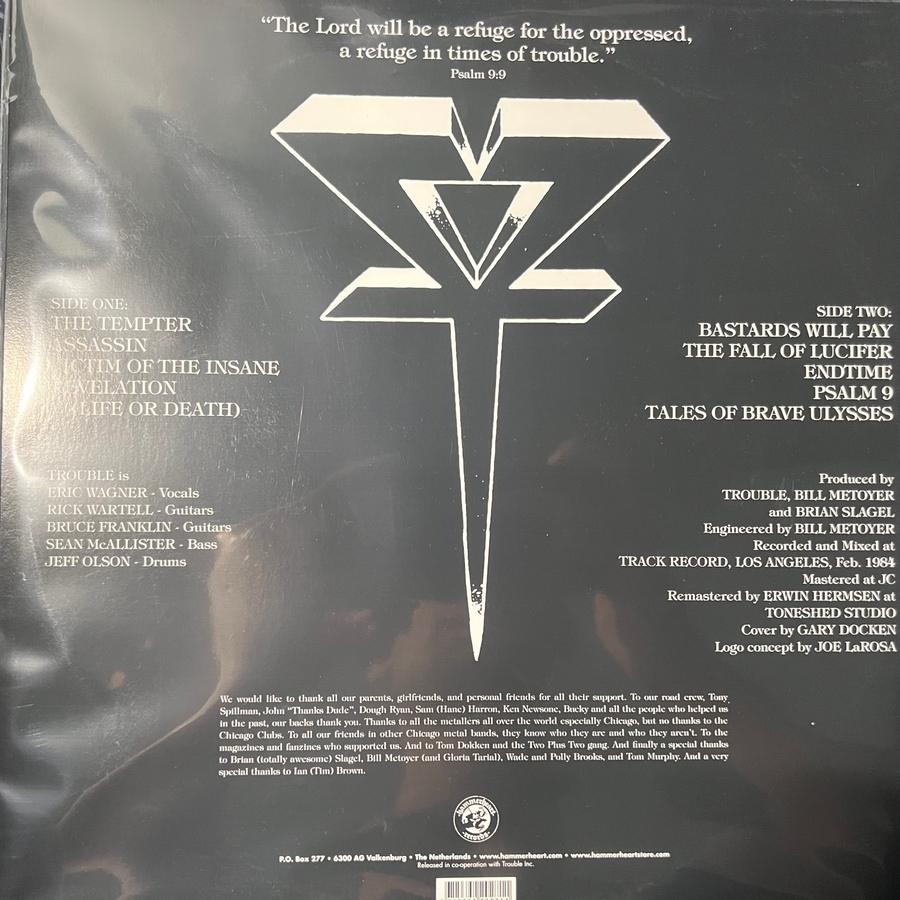 “The Lord will be a refuge for the oppressed,
a refuge in times of trouble.”
Psalm 9:9
SIDE ONE:
THE TEMPTER
ASSASSIN
VICTIM OF THE INSANE
REVELATION
(LIFE OR DEATH)
TROUBLE is
ERIC WAGNER - Vocals
RICK WARTELL - Guitars
BRUCE FRANKLIN - Guitars
SEAN McALLISTER - Bass
JEFF OLSON - Drums
SIDE TWO:
BASTARDS WILL PAY
THE FALL OF LUCIFER
ENDTIME
PSALM 9
TALES OF BRAVE ULYSSES
Produced by
TROUBLE, BILL METOYER
and BRIAN SLAGEL
Engineered by BILL METOYER
Recorded and Mixed at
TRACK RECORD, LOS ANGELES, Feb. 1984
Mastered at JC
Remastered by ERWIN HERMSEN at
TONESHED STUDIO
Cover by GARY DOCKEN
Logo concept by JOE LaROSA
We would like to thank all our parents, girlfriends, and personal friends for all their support. To our road crew, Tony
Spillman, John “Thanks Dude”, Dough Ryan, Sam (Hane) Harron, Ken Newsone, Bucky and all the people who helped us
in the past, our backs thank you. Thanks to all the metallers all over the world especially Chicago, but no thanks to the
Chicago Clubs. To all our friends in other Chicago metal bands, they know who they are and who they aren't. To the
magazines and fanzines who supported us. And to Tom Dokken and the Two Plus Two gang. And finally a special thanks
to Brian (totally awesome) Slagel, Bill Metoyer (and Gloria Tarial), Wade and Polly Brooks, and Tom Murphy. And a very
special thanks to Ian (Tim) Brown.
hammerheart
records
P.O. Box 277 • 6300 AG Valkenburg • The Netherlands • www.hammerheart.com • www.hammerheartstore.com
Released in co-operation with Trouble Inc.